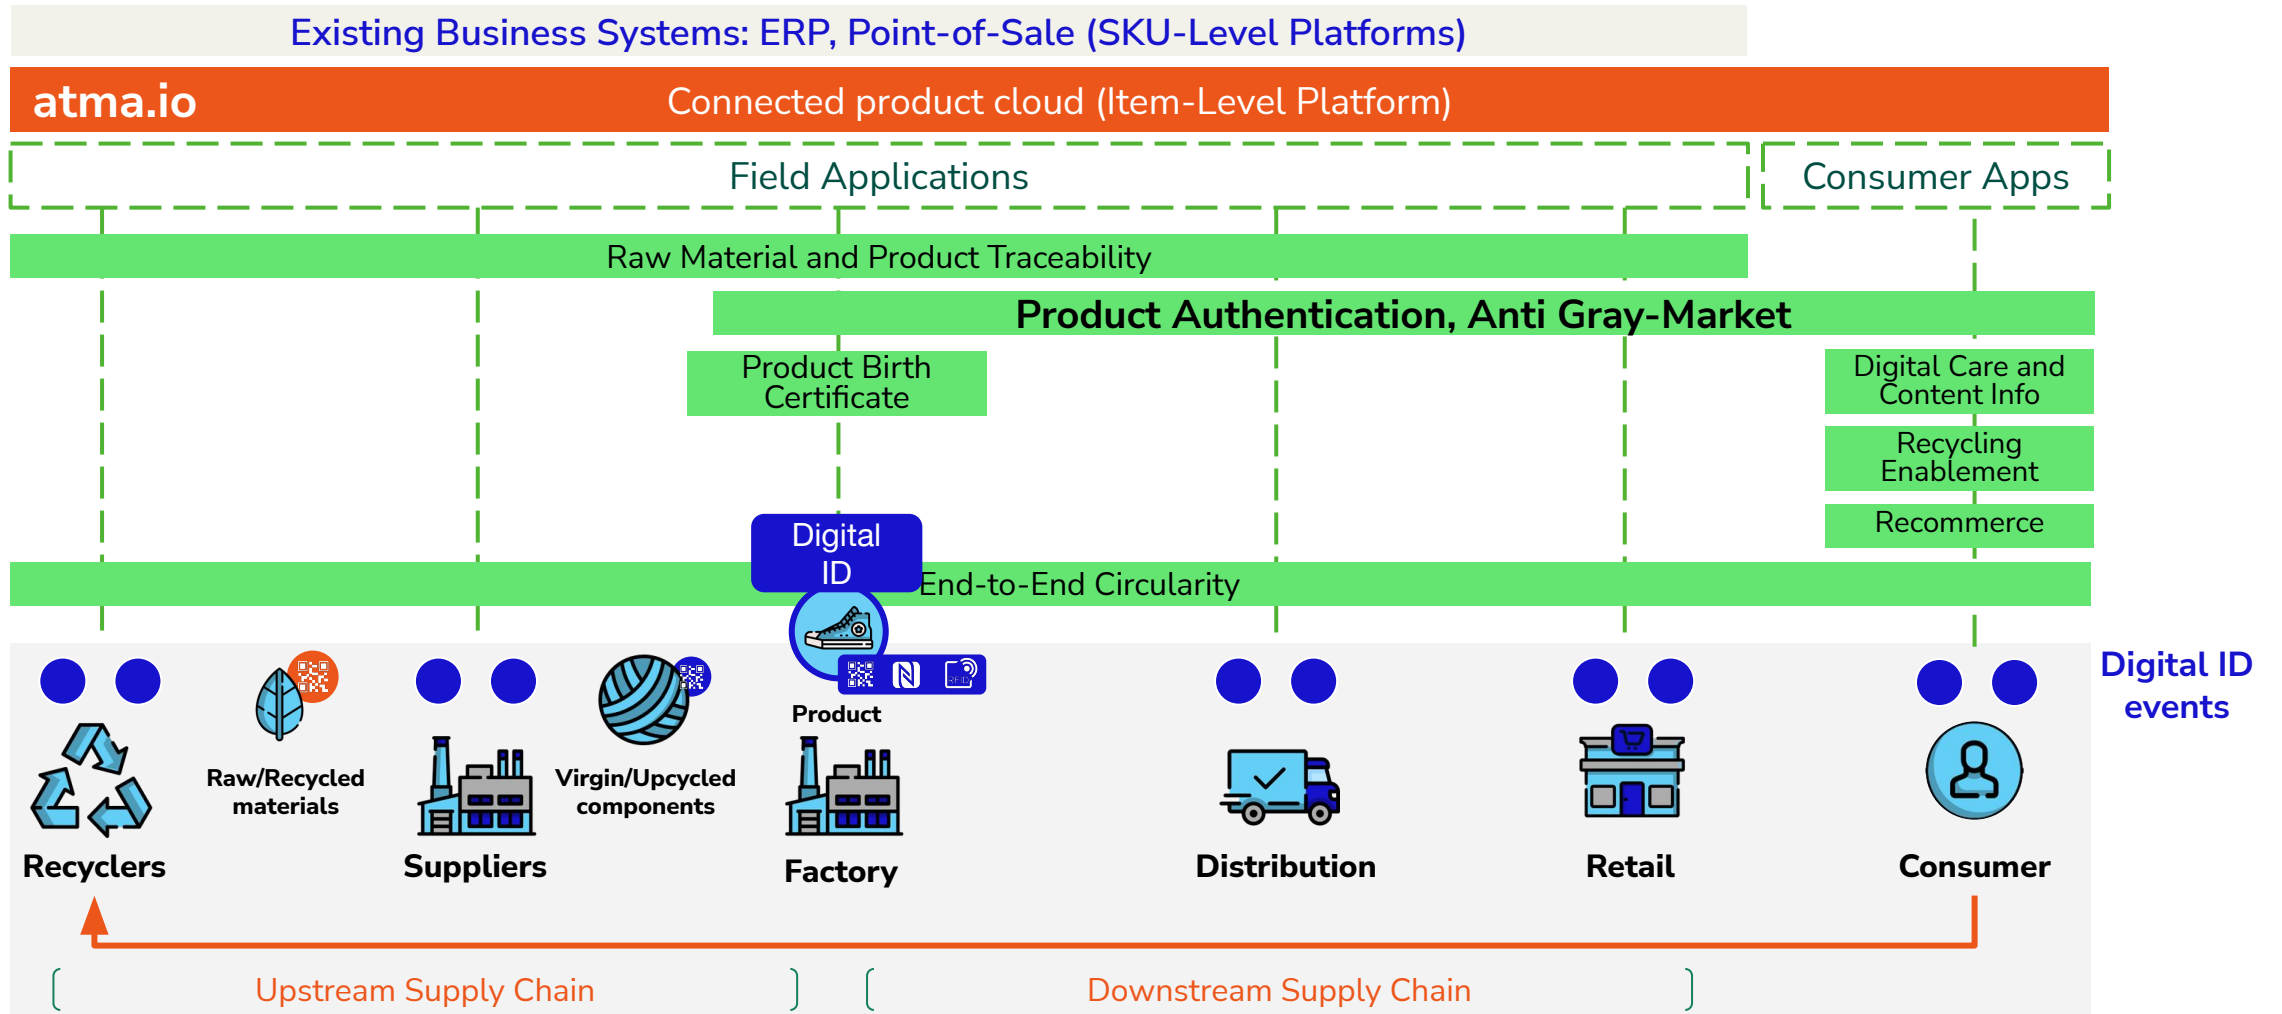 Existing Business Systems: ERP, Point-of-Sale (SKU-Level Platforms)
atma.io
Connected product cloud (Item-Level Platform)
Field Applications
Consumer Apps
Raw Material and Product Traceability
Product Authentication, Anti Gray-Market
Product Birth
Certificate
Digital Care and
Content Info
Recycling
Enablement
Recommerce
Digital
ID
End-to-End Circularity
RFID
Digital ID
events
Product
Raw/Recycled
materials
Virgin/Upcycled
components
Recyclers
Suppliers
Factory
Distribution
Retail
Consumer
Upstream Supply Chain
Downstream Supply Chain